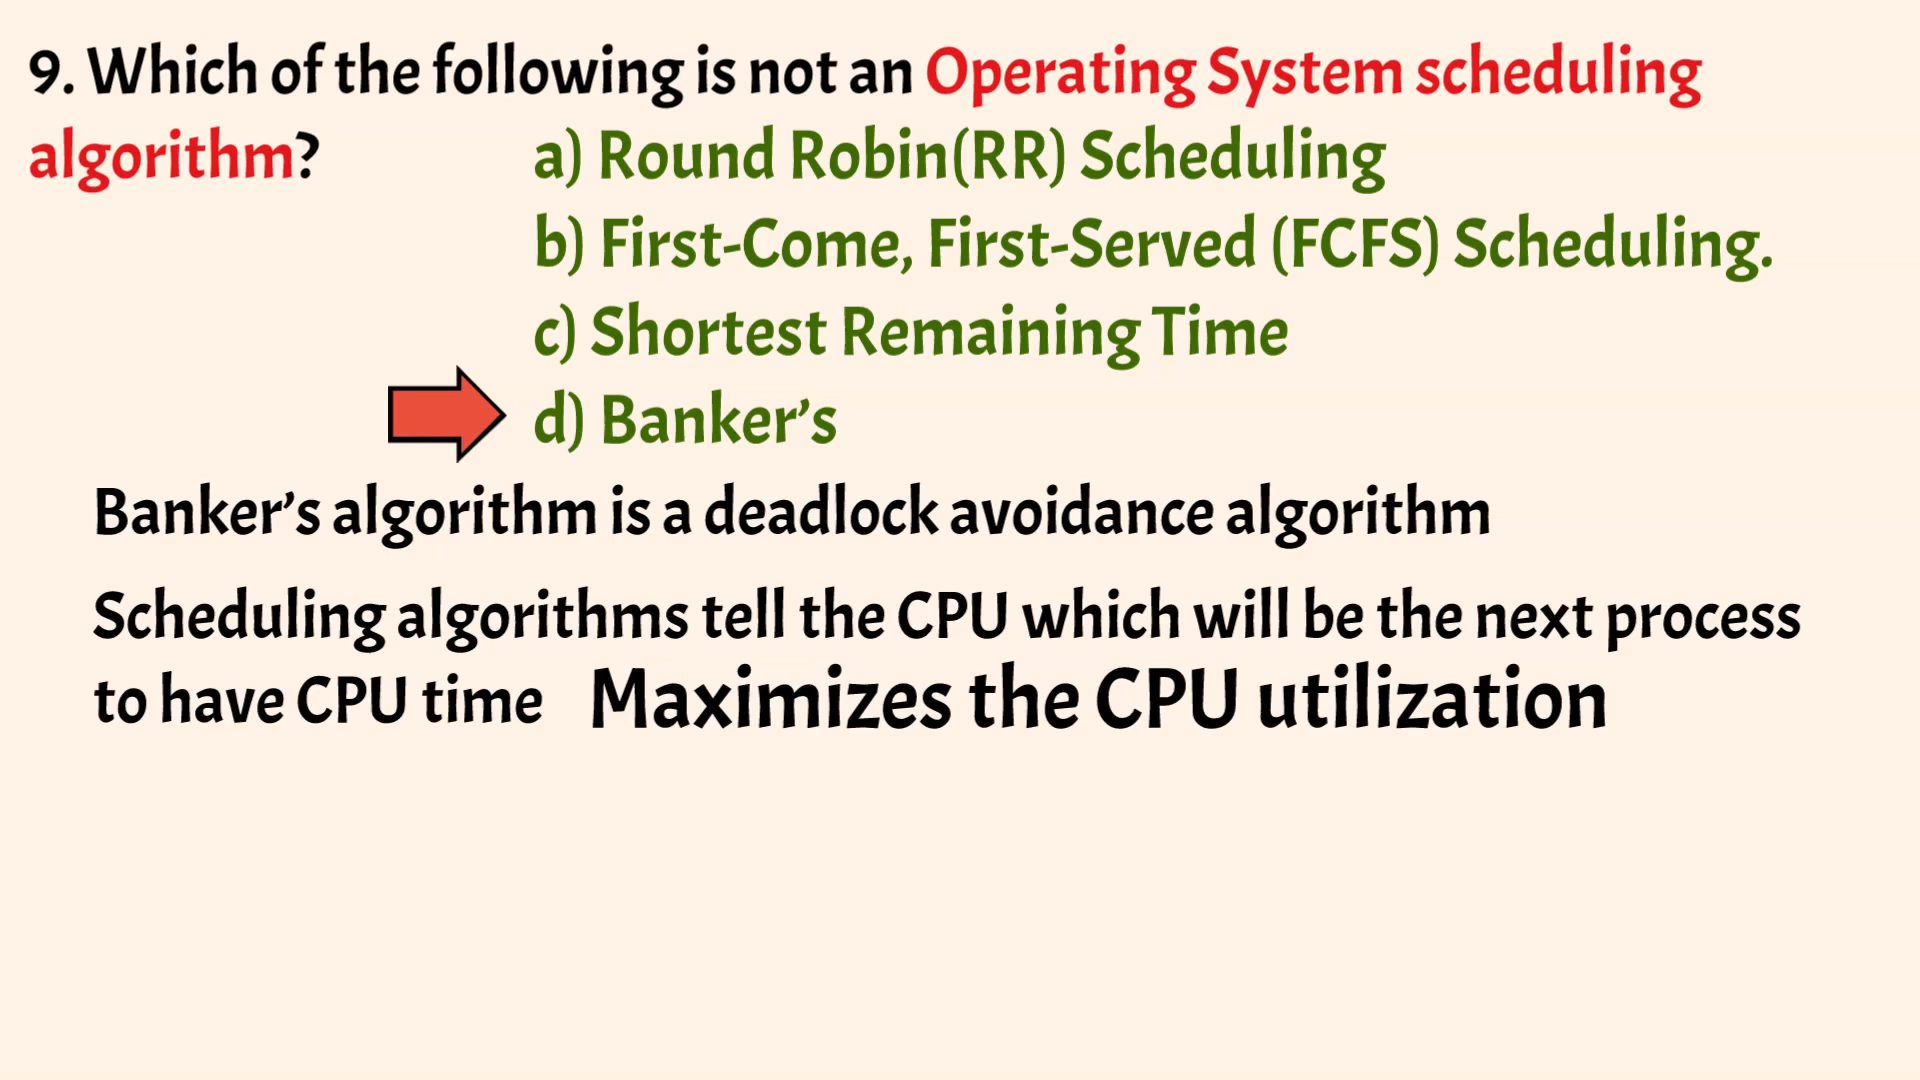 9. Which of the following is not an Operating System scheduling
algorithm?
a) Round Robin(RR) Scheduling
b) First-Come, First-Served (FCFS) Scheduling.
c) Shortest Remaining Time
d) Banker’s
Banker’s algorithm is a deadlock avoidance algorithm
Scheduling algorithms tell the CPU which will be the next process
to have CPU time Maximizes the CPU utilization